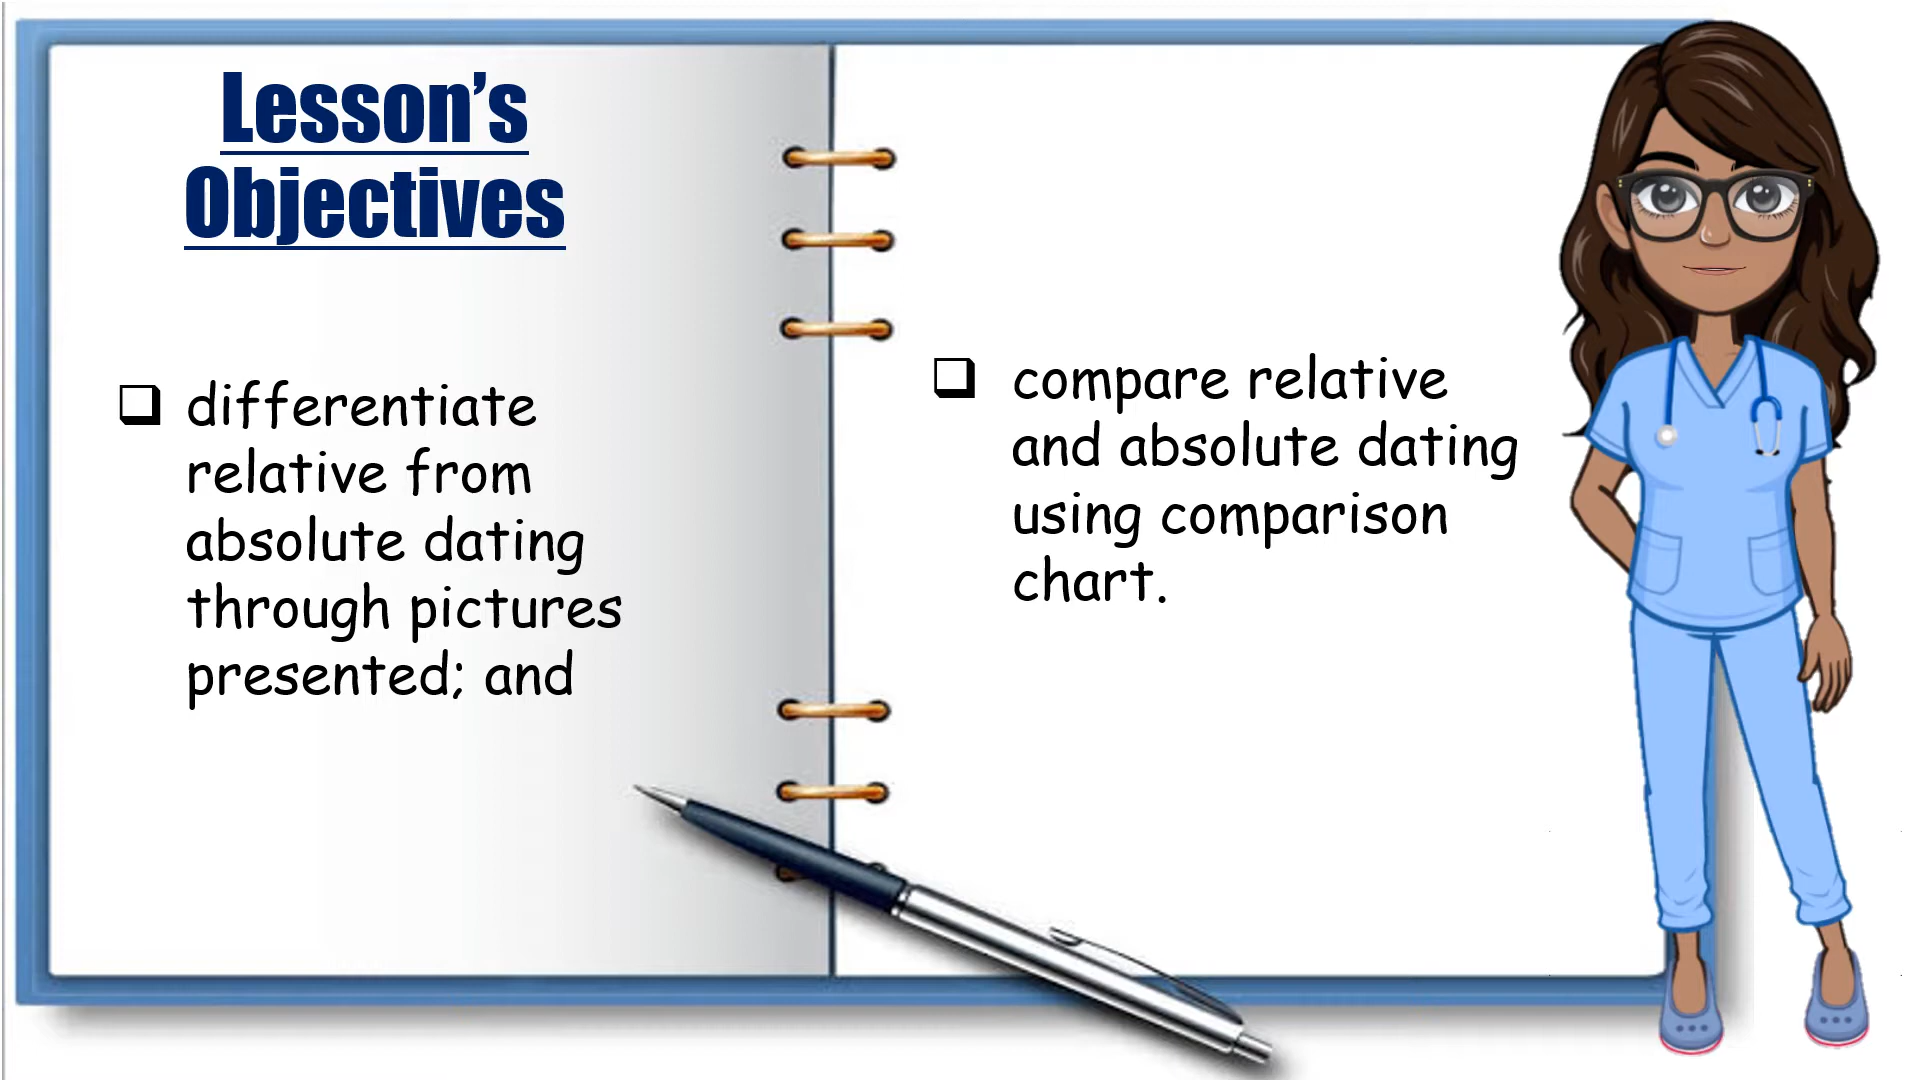 Lesson’s
Objectives
❑ differentiate
relative from
absolute dating
through pictures
presented; and
❑ compare relative
and absolute dating
using comparison
chart.